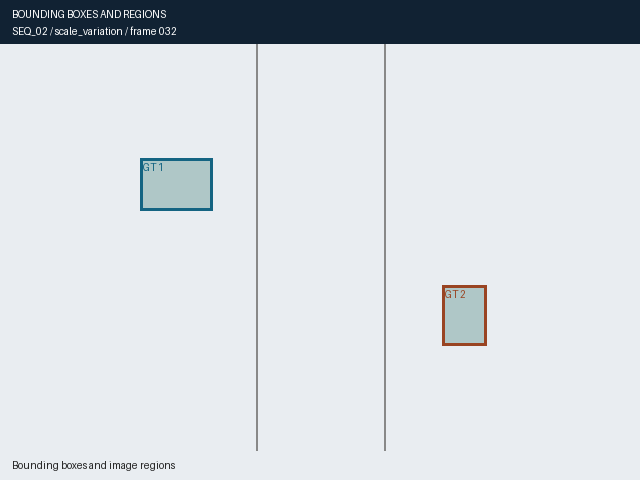 BOUNDING BOXES AND REGIONS
SEQ_02 / scale_variation / frame 032
GT1
GT2
Bounding boxes and image regions